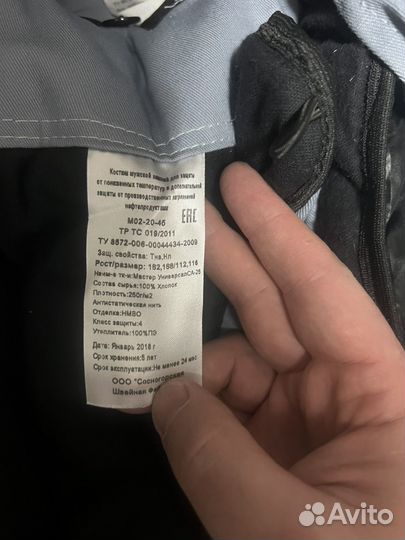 Костюм мужской зимний для защиты
от пониженных температур и дополнительной
защиты от производственных загрязнений
нефтепродуктами
М02-20-46
ТР ТС 019/2011
EAC
ТУ 8572-006-00044434-2009
Защ. свойства: Тнв,Нл
Рост/размер: 182,188/112,116
Наим-е тк-и: Мастер УниверсалСА-25
Состав сырья:100% Хлопок
Плотность:250г/м2
Антистатическая нить
Отделка:НМВО
Класс защиты:4
Утеплитель:100%ПЭ
Дата: Январь 2018 г
Срок хранения:5 лет
Срок эксплуатации:Не менее 24 мес
ООО "Сосногорская
Швейная
Avito